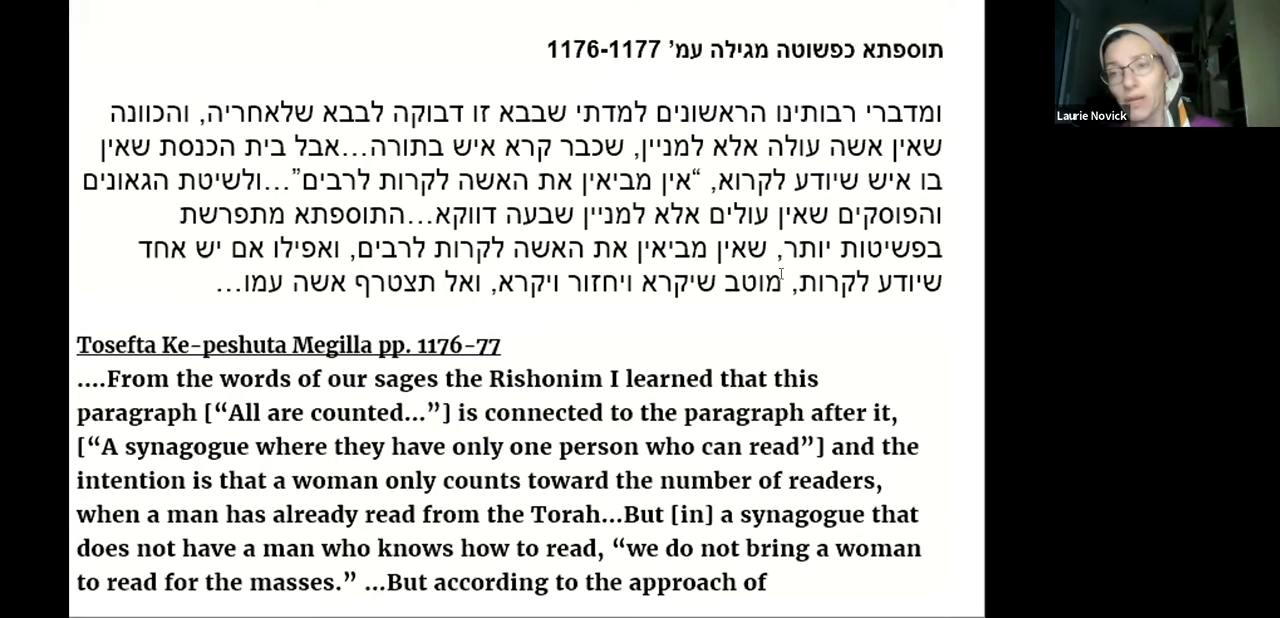 תוספתא כפשוטה מגילה עמ' 1176-1177
ומדברי רבותינו הראשונים למדתי שבבא זו דבוקה לבבא שלאחריה, והכוונה
שאין אשה עולה אלא למניין, שכבר קרא איש בתורה...אבל בית הכנסת שאין
בו איש שיודע לקרוא, “אין מביאין את האשה לקרות לרבים”...ולשיטת הגאונים
והפוסקים שאין עולים אלא למניין שבעה דווקא...התוספתא מתפרשת
בפשיטות יותר, שאין מביאין את האשה לקרות לרבים, ואפילו אם יש אחד
שיודע לקרות, מוטב שיקרא ויחזור ויקרא, ואל תצטרף אשה עמו...
Tosefta Ke-peshuta Megilla pp. 1176-77
....From the words of our sages the Rishonim I learned that this
paragraph [“All are counted...”] is connected to the paragraph after it,
[“A synagogue where they have only one person who can read”] and the
intention is that a woman only counts toward the number of readers,
when a man has already read from the Torah...But [in] a synagogue that
does not have a man who knows how to read, “we do not bring a woman
to read for the masses.” ...But according to the approach of
Laurie Novick